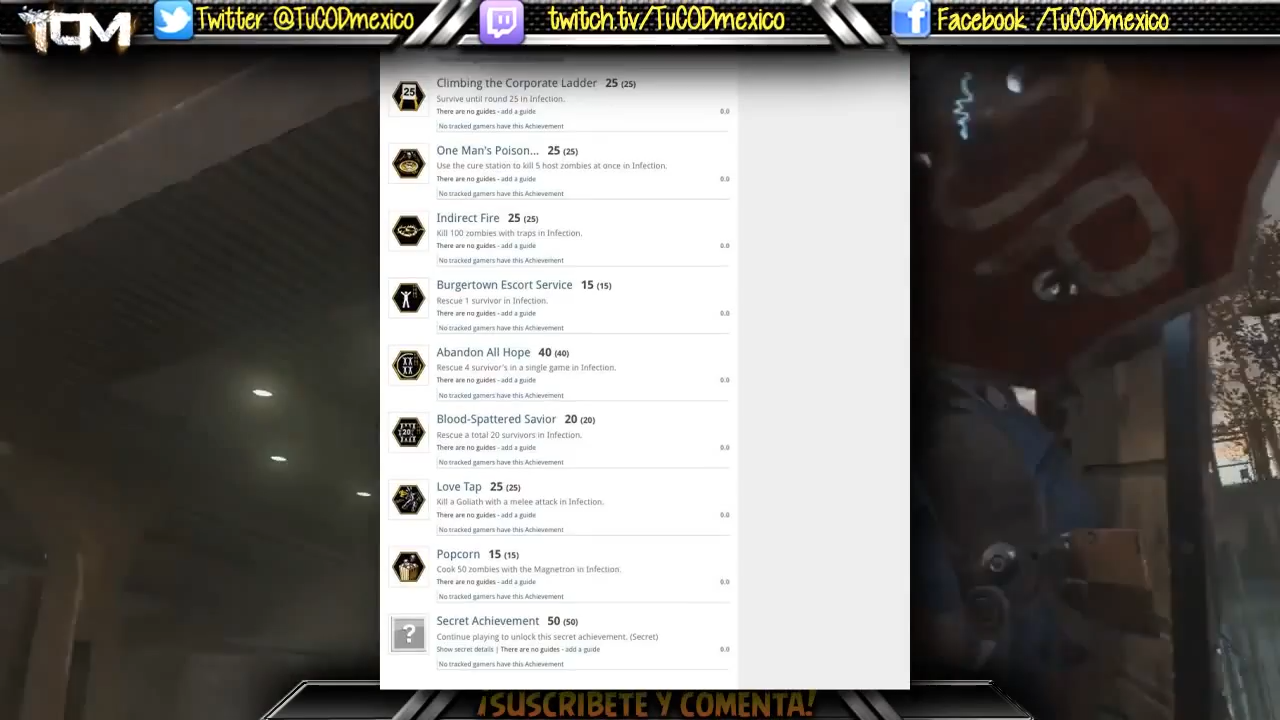 TCM
Twitter @TuCODmexico
twitch.tv/TuCODmexico
Facebook /TuCODmexico
Climbing the Corporate Ladder 25 (25)
25
Survive until round 25 in Infection.
There are no guides - add a guide 0.0
No tracked gamers have this Achievement
One Man's Poison... 25 (25)
Use the cure station to kill 5 host zombies at once in Infection.
There are no guides - add a guide 0.0
No tracked gamers have this Achievement
Indirect Fire 25 (25)
Kill 100 zombies with traps in Infection.
There are no guides - add a guide 0.0
No tracked gamers have this Achievement
Burgertown Escort Service 15 (15)
Rescue 1 survivor in Infection.
There are no guides - add a guide 0.0
No tracked gamers have this Achievement
Abandon All Hope 40 (40)
Rescue 4 survivor's in a single game in Infection.
There are no guides - add a guide 0.0
No tracked gamers have this Achievement
Blood-Spattered Savior 20 (20)
20
Rescue a total 20 survivors in Infection.
There are no guides - add a guide 0.0
No tracked gamers have this Achievement
Love Tap 25 (25)
Kill a Goliath with a melee attack in Infection.
There are no guides - add a guide 0.0
No tracked gamers have this Achievement
Popcorn 15 (15)
Cook 50 zombies with the Magnetron in Infection.
There are no guides - add a guide 0.0
No tracked gamers have this Achievement
Secret Achievement 50 (50)
?
Continue playing to unlock this secret achievement. (Secret)
Show secret details | There are no guides - add a guide 0.0
No tracked gamers have this Achievement
¡SUSCRIBETE Y COMENTA!